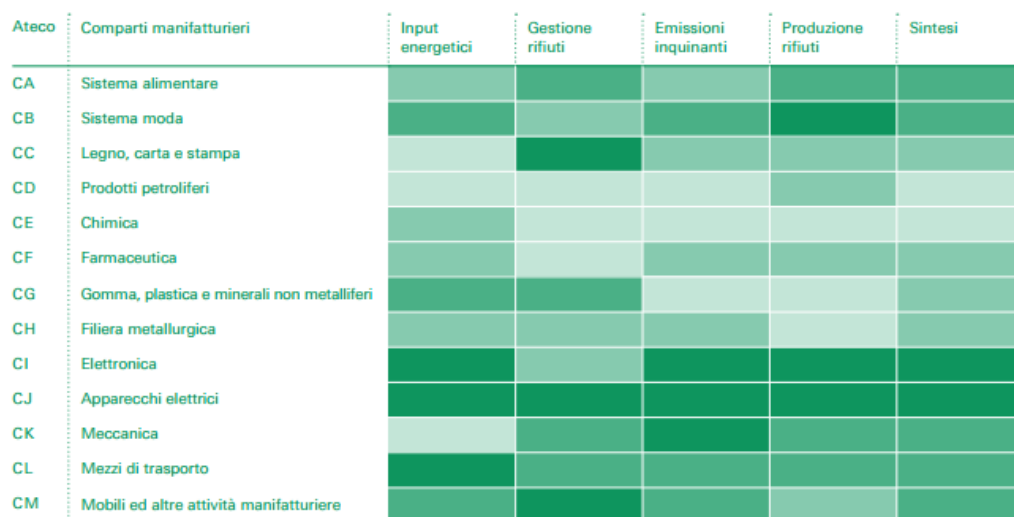 Ateco Comparti manifatturieri Input energetici Gestione rifiuti Emissioni inquinanti Produzione rifiuti Sintesi
CA Sistema alimentare
CB Sistema moda
CC Legno, carta e stampa
CD Prodotti petroliferi
CE Chimica
CF Farmaceutica
CG Gomma, plastica e minerali non metalliferi
CH Filiera metallurgica
CI Elettronica
CJ Apparecchi elettrici
CK Meccanica
CL Mezzi di trasporto
CM Mobili ed altre attività manifatturiere